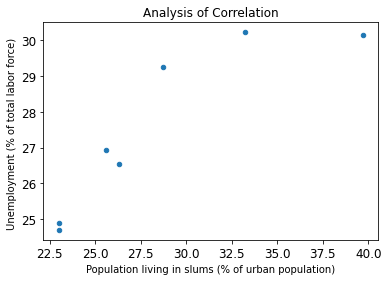 Analysis of Correlation
Unemployment (% of total labor force)
30
29
28
27
26
25
22.5 25.0 27.5 30.0 32.5 35.0 37.5 40.0
Population living in slums (% of urban population)